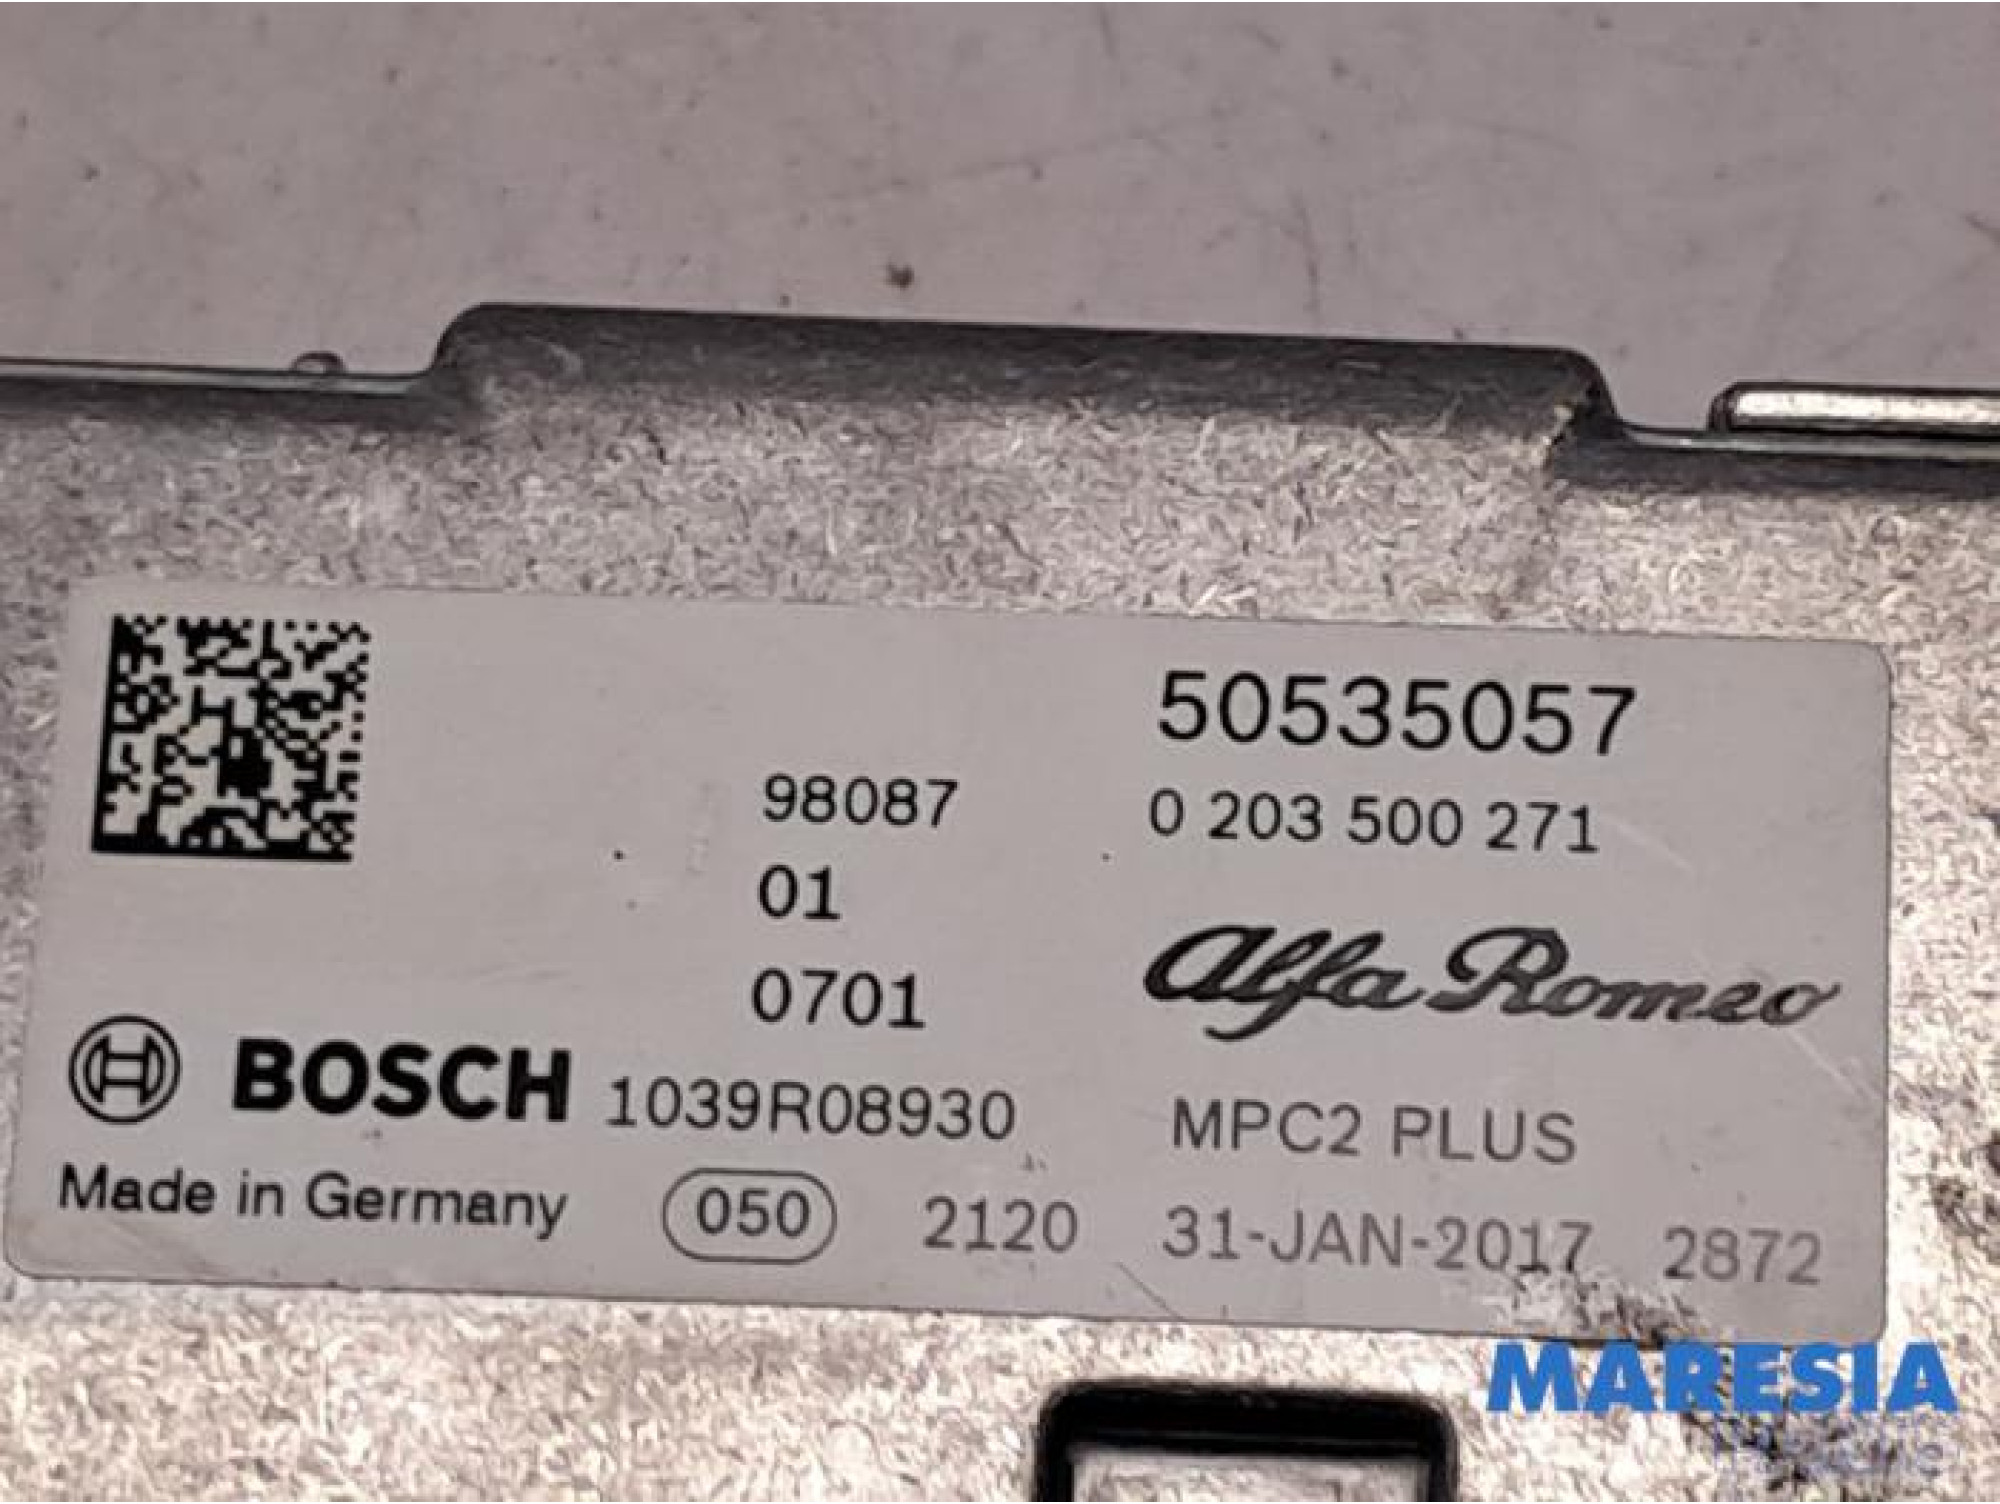 50535057
98087
0 203 500 271
01
Alfa Romeo
0701
BOSCH 1039R08930
MPC2 PLUS
Made in Germany 050 2120 31-JAN-2017 2872
MARESIA